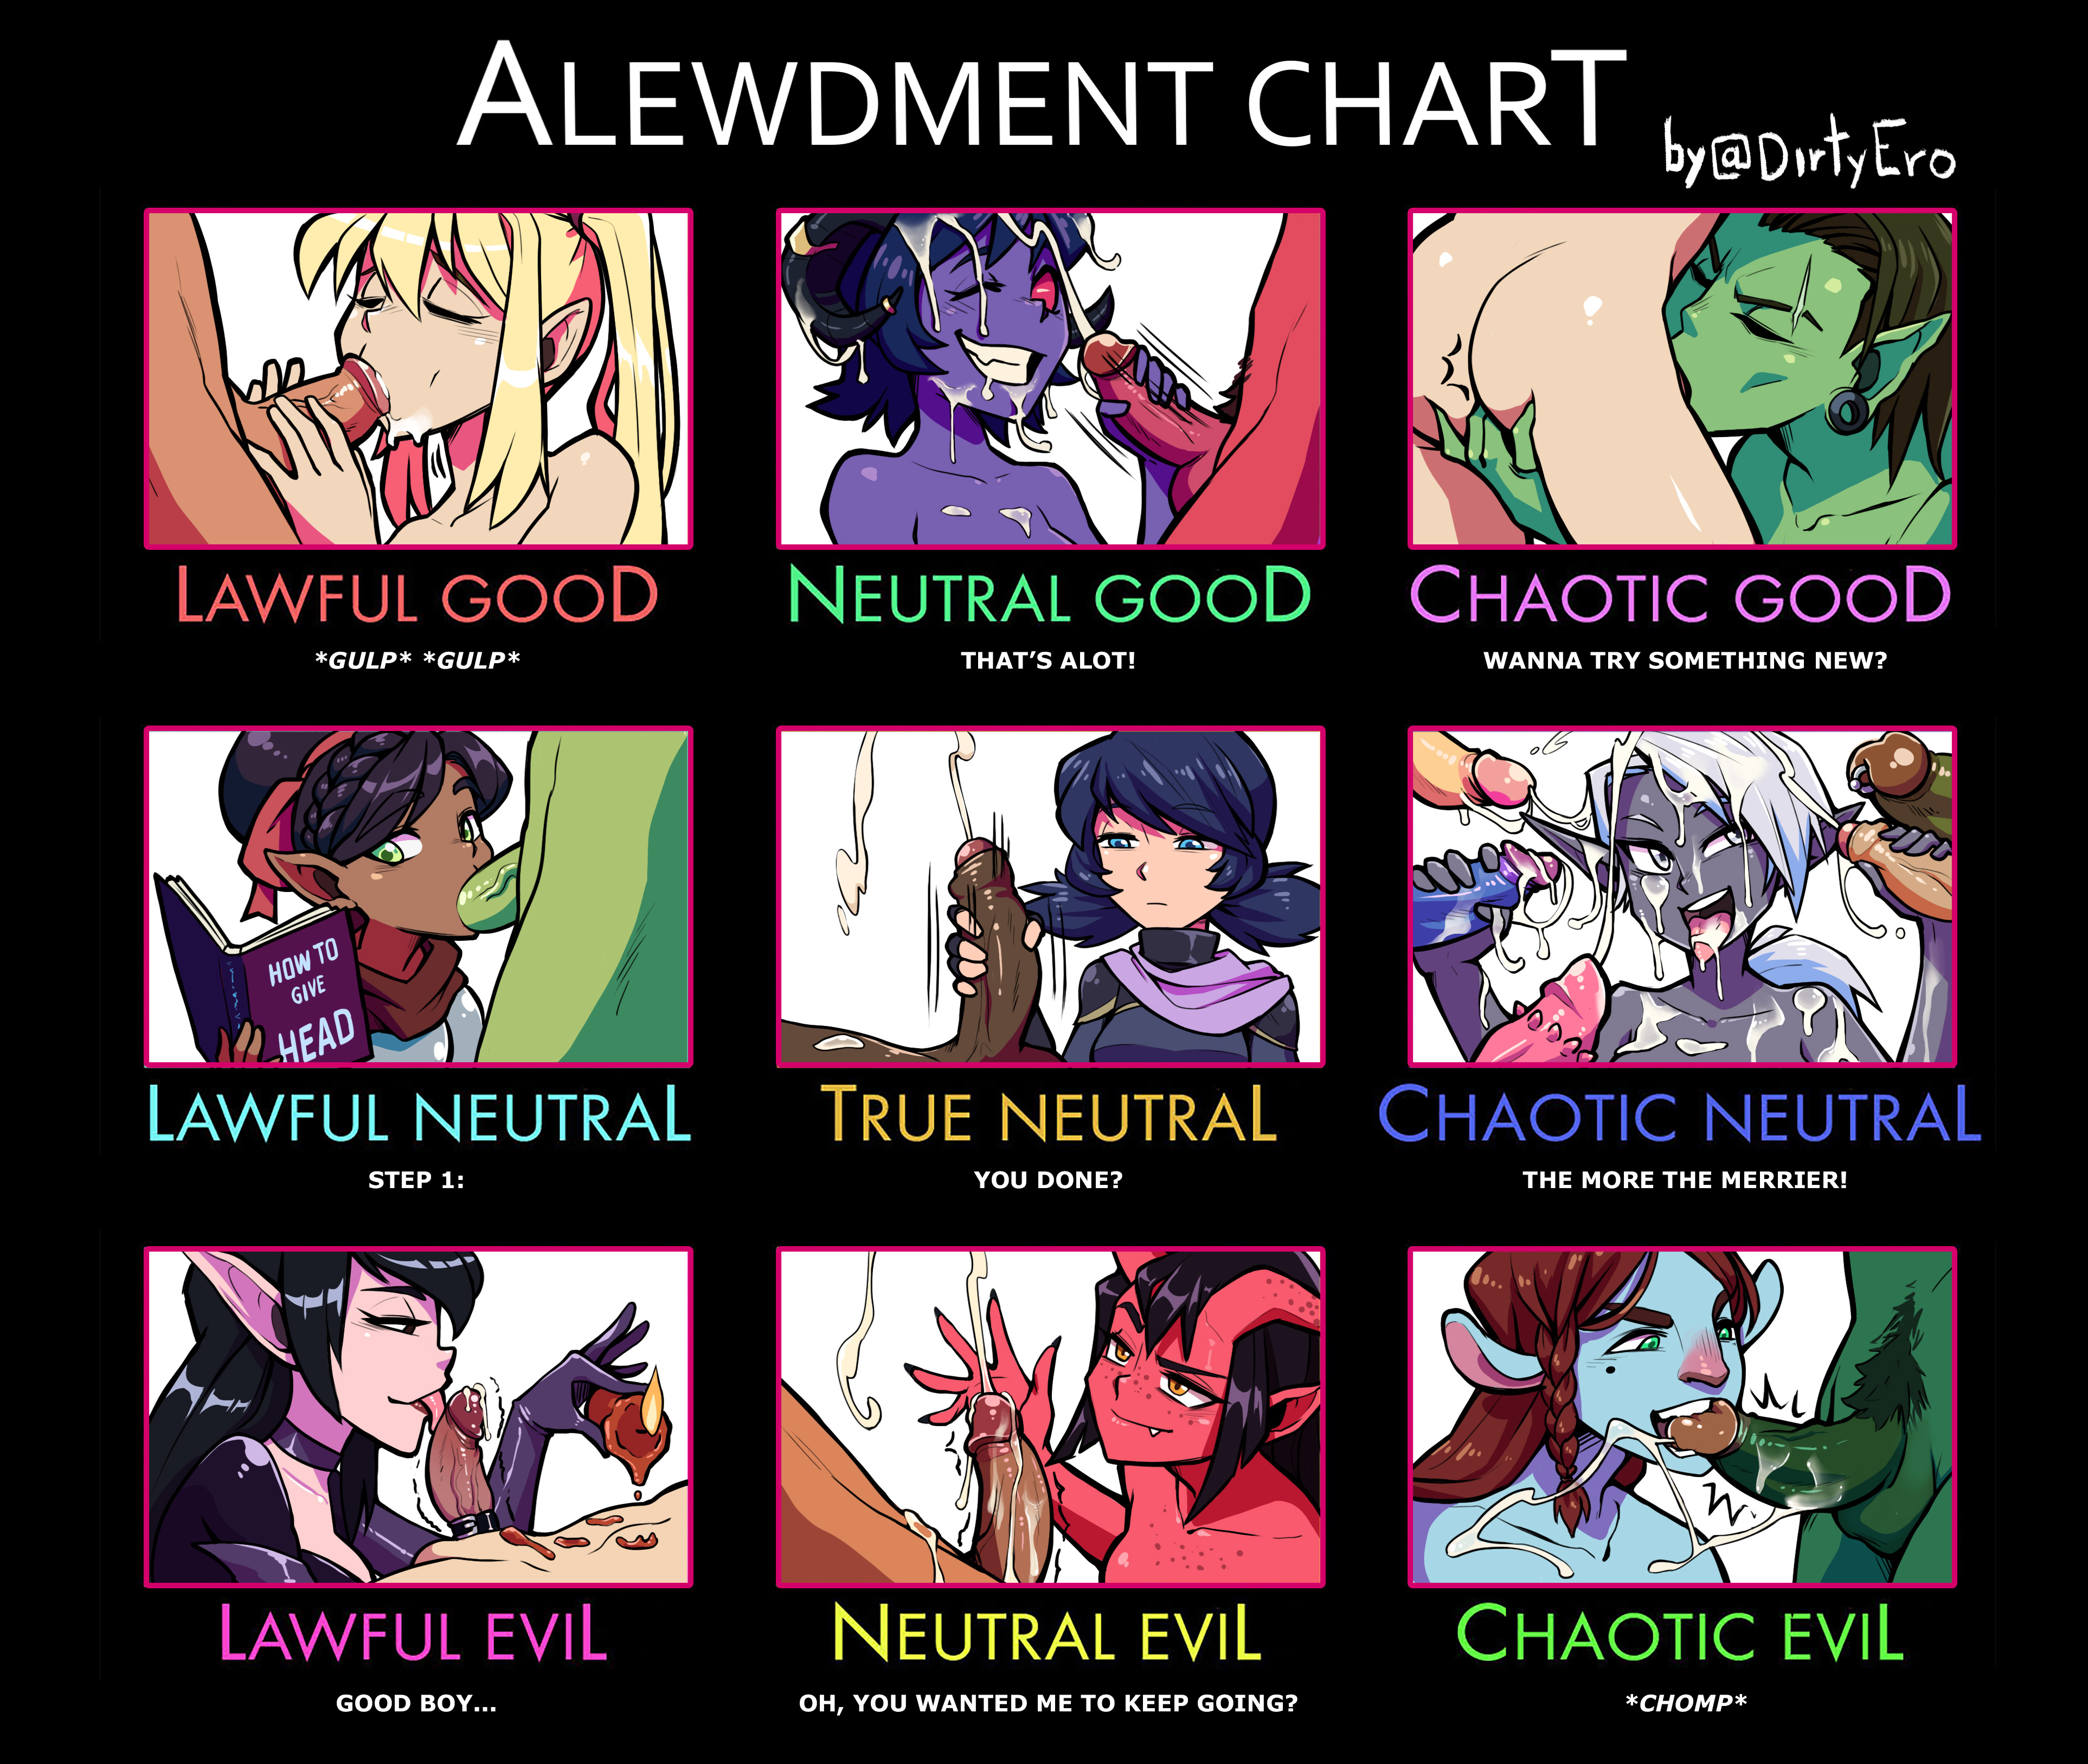 ALEWDMENT CHART
by@DirtyEro
LAWFUL GOOD
NEUTRAL GOOD
CHAOTIC GOOD
*GULP* *GULP*
THAT'S ALOT!
WANNA TRY SOMETHING NEW?
HOW TO
GIVE
HEAD
LAWFUL NEUTRAL
TRUE NEUTRAL
CHAOTIC NEUTRAL
STEP 1:
YOU DONE?
THE MORE THE MERRIER!
LAWFUL EVIL
NEUTRAL EVIL
CHAOTIC EVIL
GOOD BOY...
OH, YOU WANTED ME TO KEEP GOING?
*CHOMP*